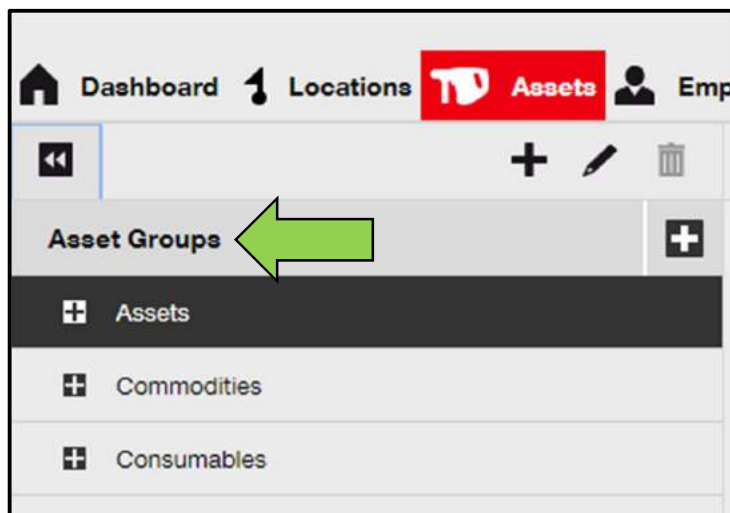 Dashboard Locations Assets Emp
Asset Groups
Assets
Commodities
Consumables